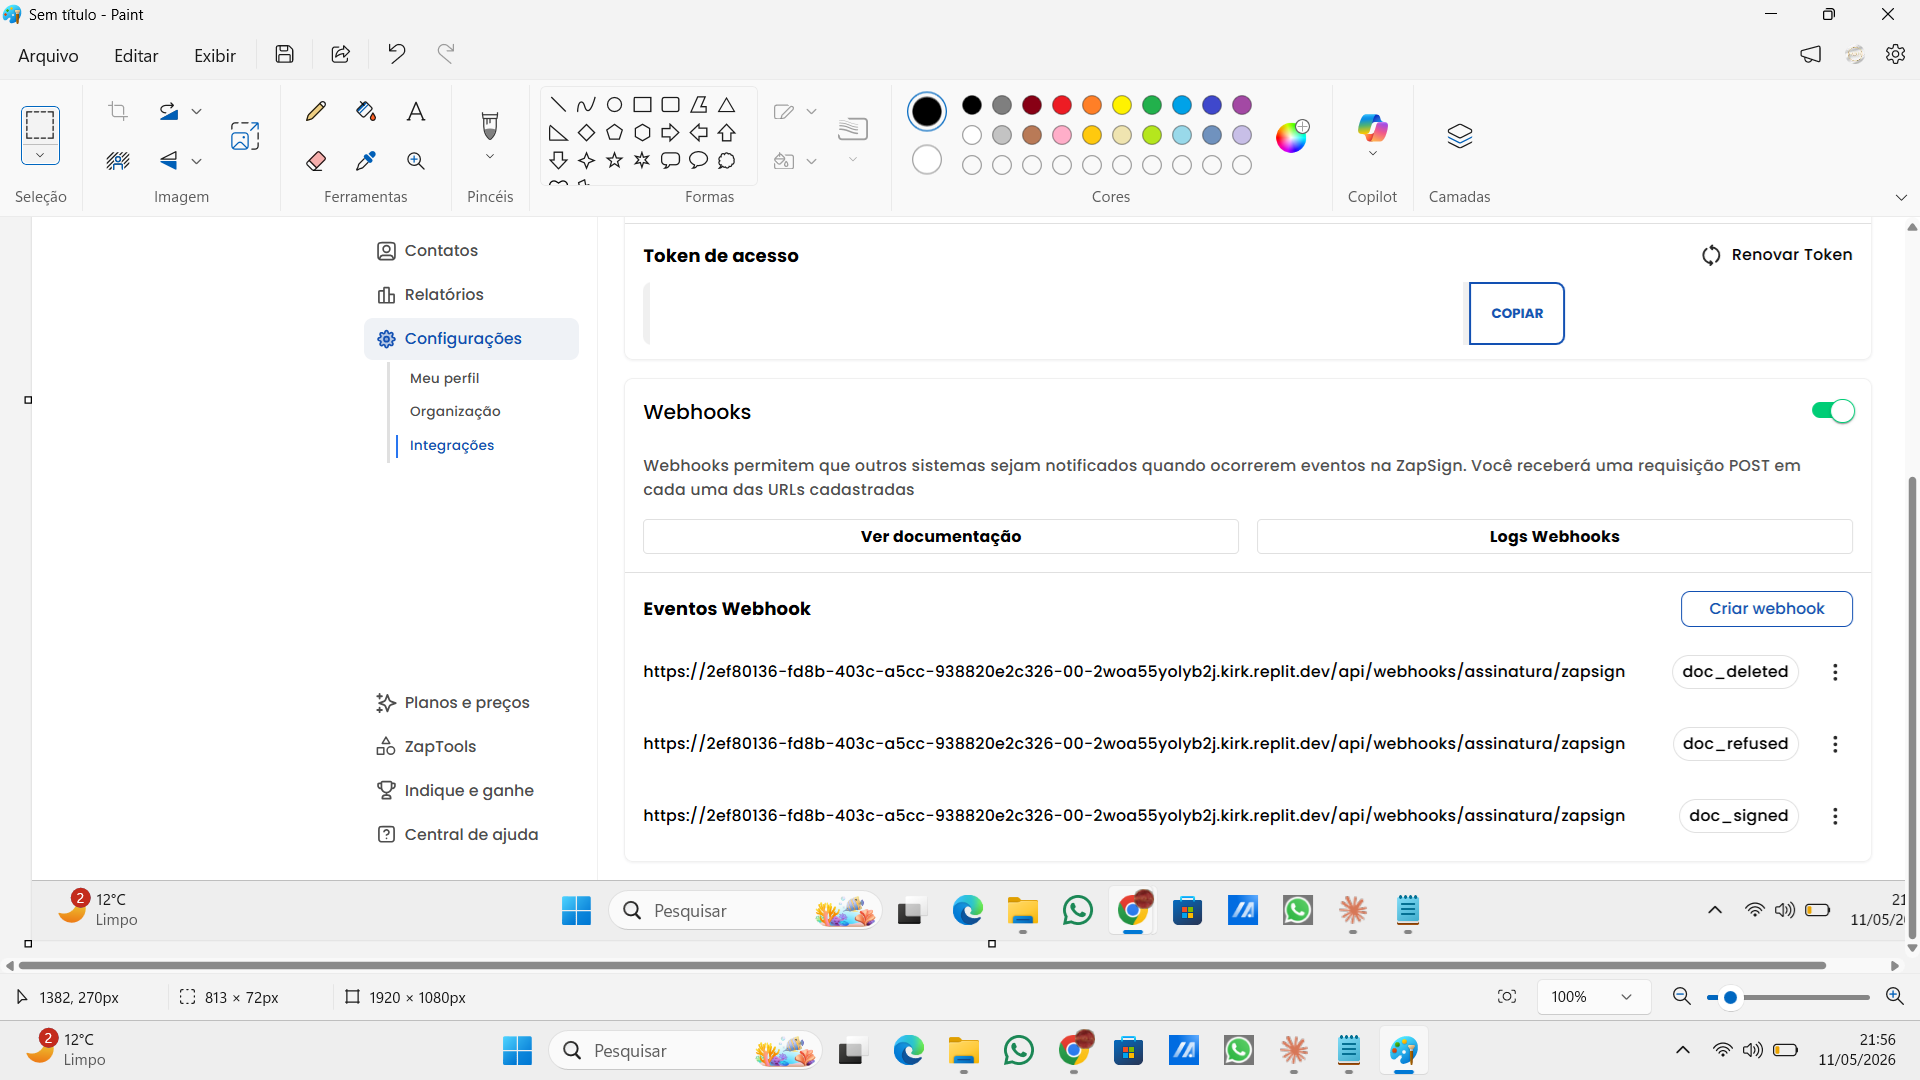 Sem título - Paint
Arquivo
Editar
Exibir
Seleção
Imagem
Ferramentas
Pincéis
Formas
Cores
Copilot
Camadas
Contatos
Relatórios
Configurações
Meu perfil
Organização
Integrações
Planos e preços
ZapTools
Indique e ganhe
Central de ajuda
Token de acesso
Renovar Token
COPIAR
Webhooks
Webhooks permitem que outros sistemas sejam notificados quando ocorrerem eventos na ZapSign. Você receberá uma requisição POST em
cada uma das URLs cadastradas
Ver documentação
Logs Webhooks
Eventos Webhook
Criar webhook
https://2ef80136-fd8b-403c-a5cc-938820e2c326-00-2woa55yolyb2j.kirk.replit.dev/api/webhooks/assinatura/zapsign
doc_deleted
https://2ef80136-fd8b-403c-a5cc-938820e2c326-00-2woa55yolyb2j.kirk.replit.dev/api/webhooks/assinatura/zapsign
doc_refused
https://2ef80136-fd8b-403c-a5cc-938820e2c326-00-2woa55yolyb2j.kirk.replit.dev/api/webhooks/assinatura/zapsign
doc_signed
2
12°C
Limpo
Pesquisar
21
11/05/2
1382, 270px
813 × 72px
1920 × 1080px
100%
2
12°C
Limpo
Pesquisar
21:56
11/05/2026